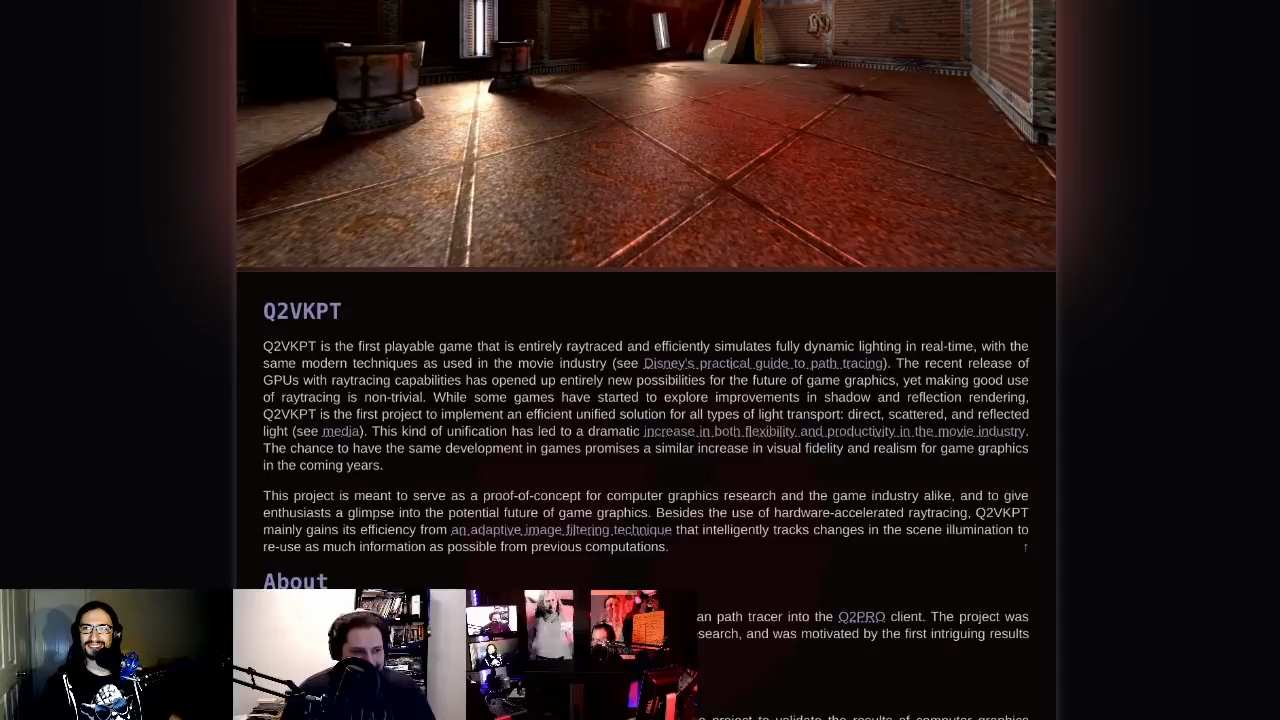 Q2VKPT
Q2VKPT is the first playable game that is entirely raytraced and efficiently simulates fully dynamic lighting in real-time, with the
same modern techniques as used in the movie industry (see Disney's practical guide to path tracing). The recent release of
GPUs with raytracing capabilities has opened up entirely new possibilities for the future of game graphics, yet making good use
of raytracing is non-trivial. While some games have started to explore improvements in shadow and reflection rendering,
Q2VKPT is the first project to implement an efficient unified solution for all types of light transport: direct, scattered, and reflected
light (see media). This kind of unification has led to a dramatic increase in both flexibility and productivity in the movie industry.
The chance to have the same development in games promises a similar increase in visual fidelity and realism for game graphics
in the coming years.
This project is meant to serve as a proof-of-concept for computer graphics research and the game industry alike, and to give
enthusiasts a glimpse into the potential future of game graphics. Besides the use of hardware-accelerated raytracing, Q2VKPT
mainly gains its efficiency from an adaptive image filtering technique that intelligently tracks changes in the scene illumination to
re-use as much information as possible from previous computations. ↑
About
an path tracer into the Q2PRO client. The project was
search, and was motivated by the first intriguing results
project to validate the results of computer graphics